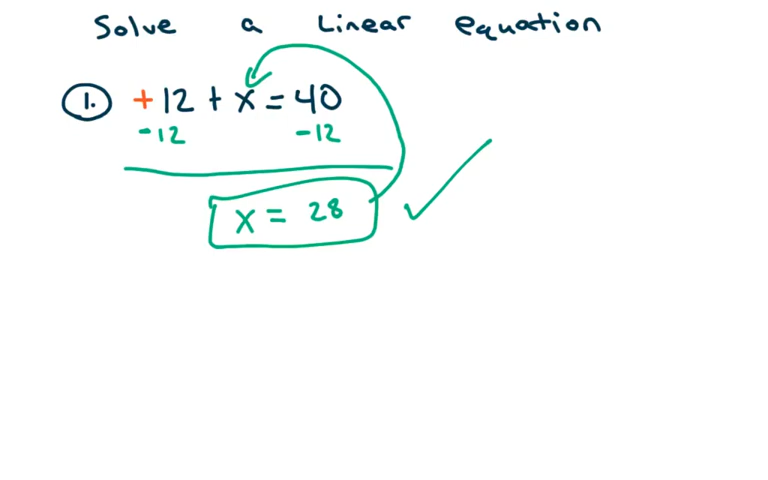 Solve a Linear equation
1. +12 + x = 40
-12 -12
x = 28